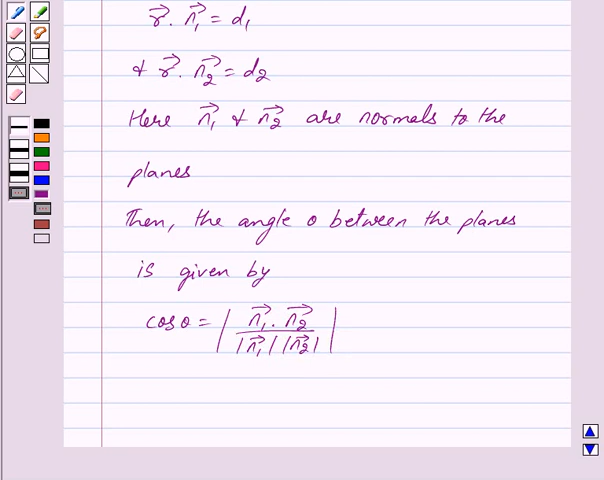 r⃗ . n⃗₁ = d₁
& r⃗ . n⃗₂ = d₂
Here n⃗₁ & n⃗₂ are normals to the
planes
Then, the angle θ between the planes
is given by
cosθ = | n⃗₁ . n⃗₂ / |n⃗₁| |n⃗₂| |